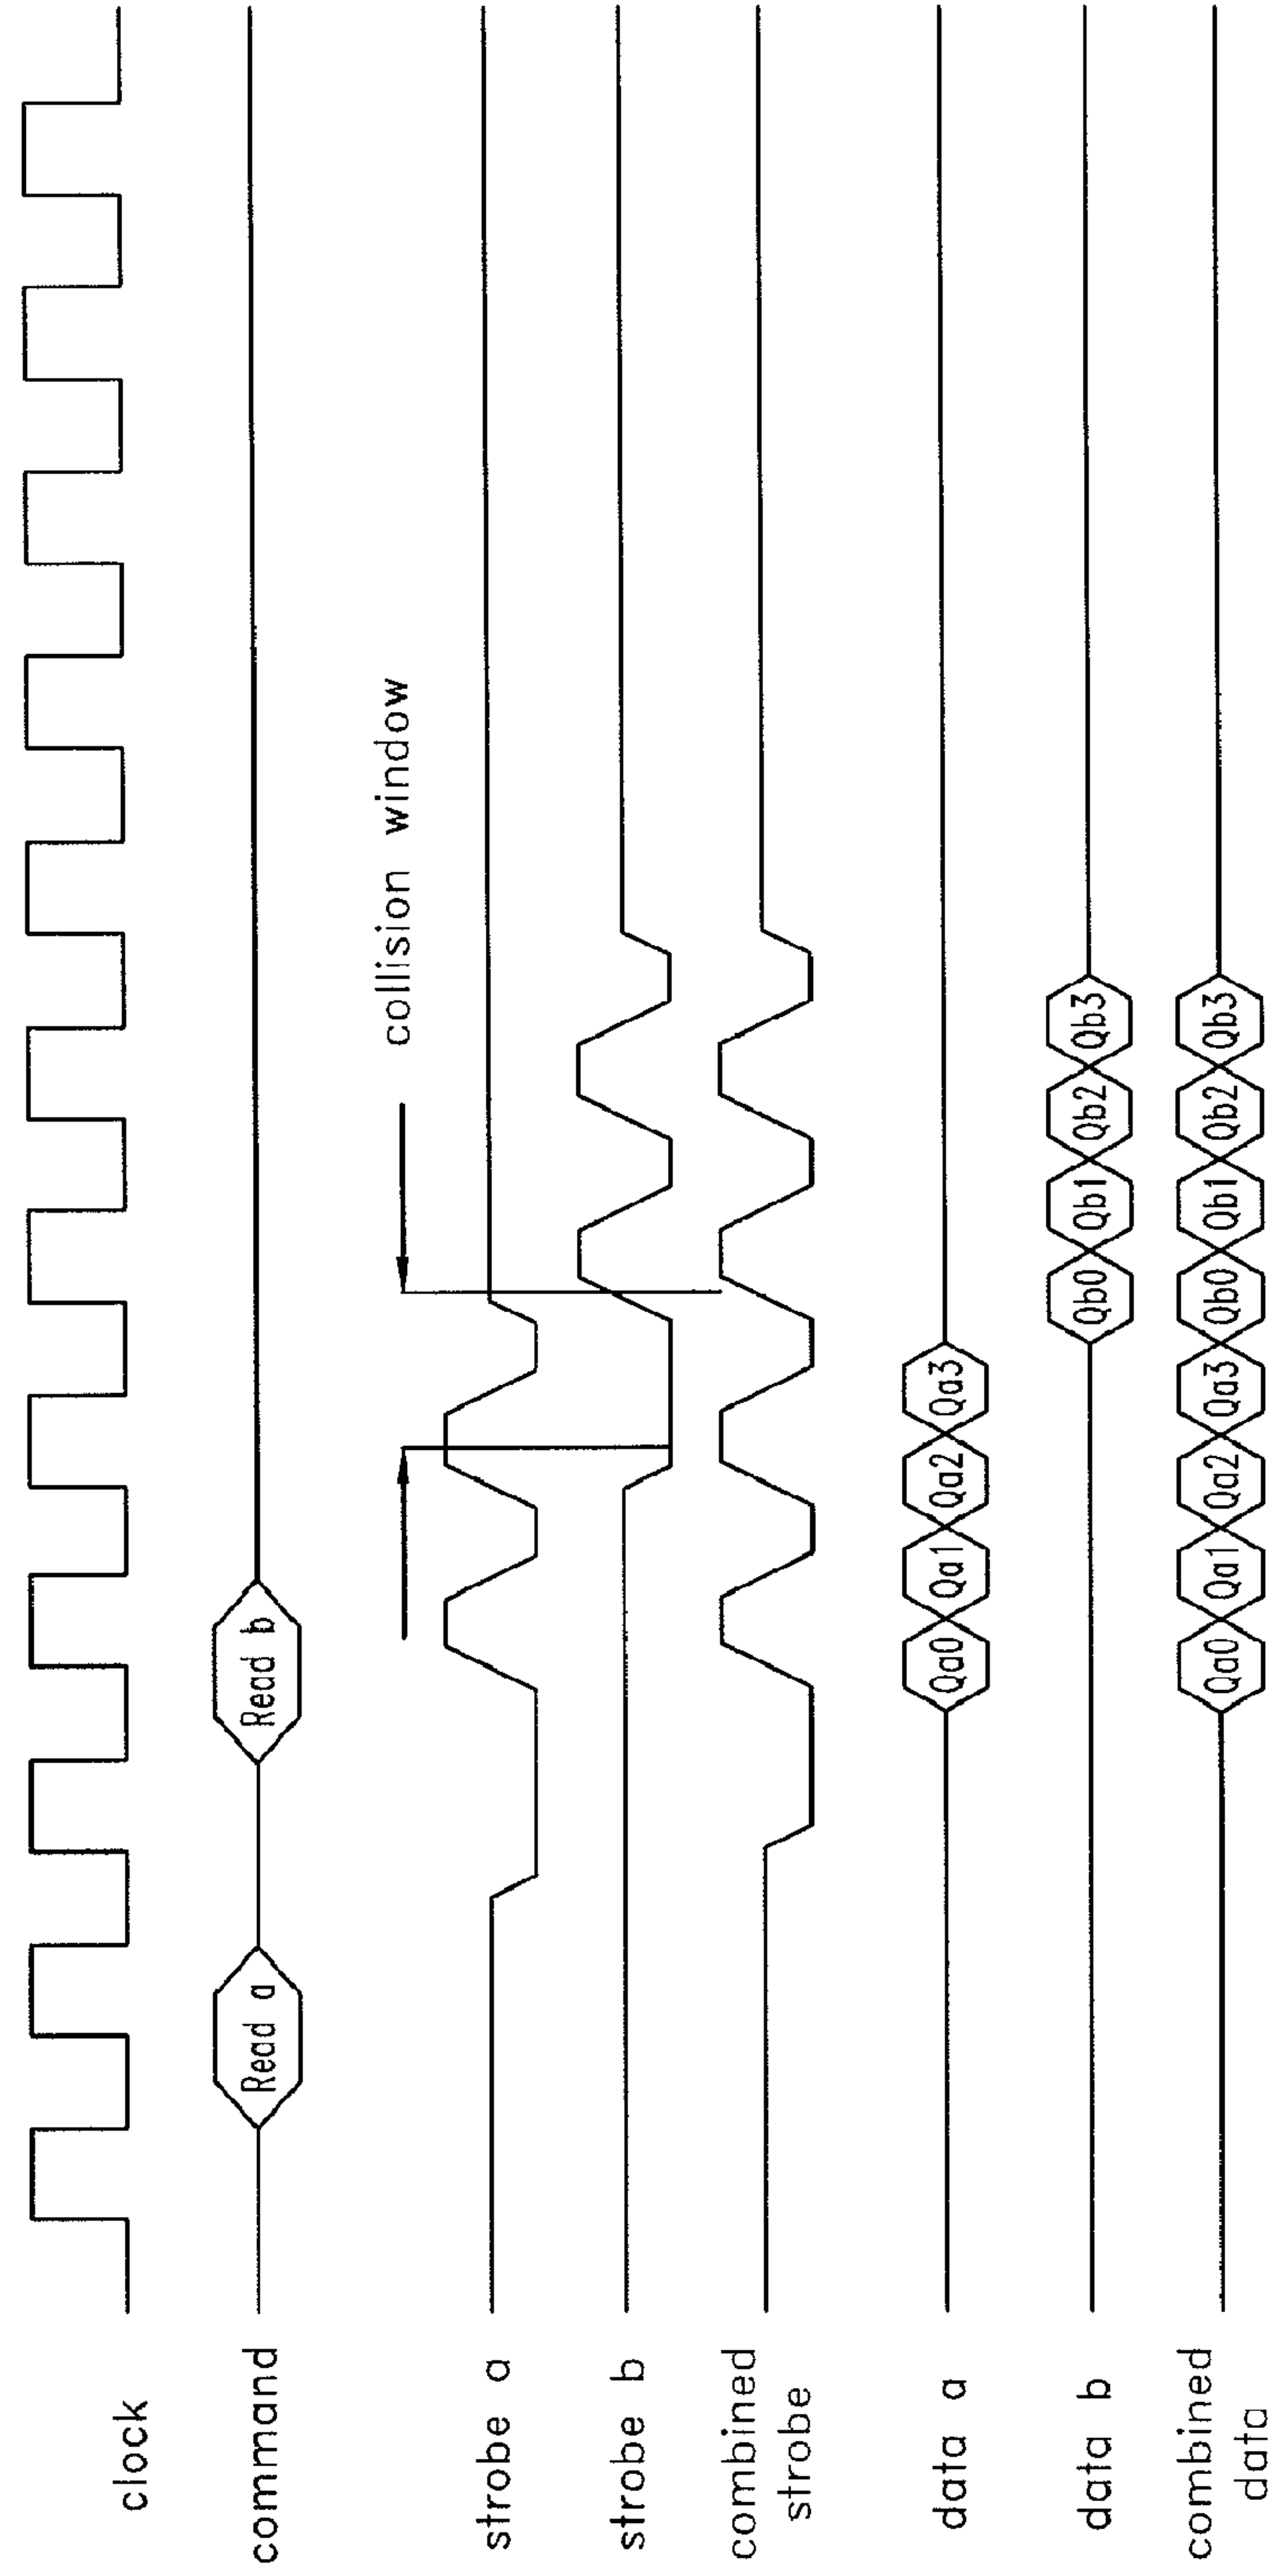 clock
command
Read a
Read b
collision window
strobe a
strobe b
combined
strobe
data a
Qa0 Qa1 Qa2 Qa3
data b
Qb0 Qb1 Qb2 Qb3
combined
data
Qa0 Qa1 Qa2 Qa3 Qb0 Qb1 Qb2 Qb3